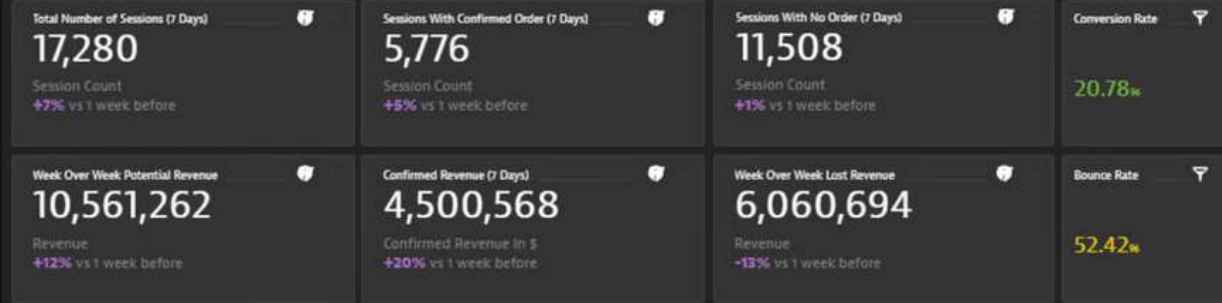 Total Number of Sessions (7 Days)
17,280
Session Count
+7% vs 1 week before
Sessions With Confirmed Order (7 Days)
5,776
Session Count
+5% vs 1 week before
Sessions With No Order (7 Days)
11,508
Session Count
+1% vs 1 week before
Conversion Rate
20.78%
Week Over Week Potential Revenue
10,561,262
Revenue
+12% vs 1 week before
Confirmed Revenue (7 Days)
4,500,568
Confirmed Revenue In $
+20% vs 1 week before
Week Over Week Lost Revenue
6,060,694
Revenue
-13% vs 1 week before
Bounce Rate
52.42%